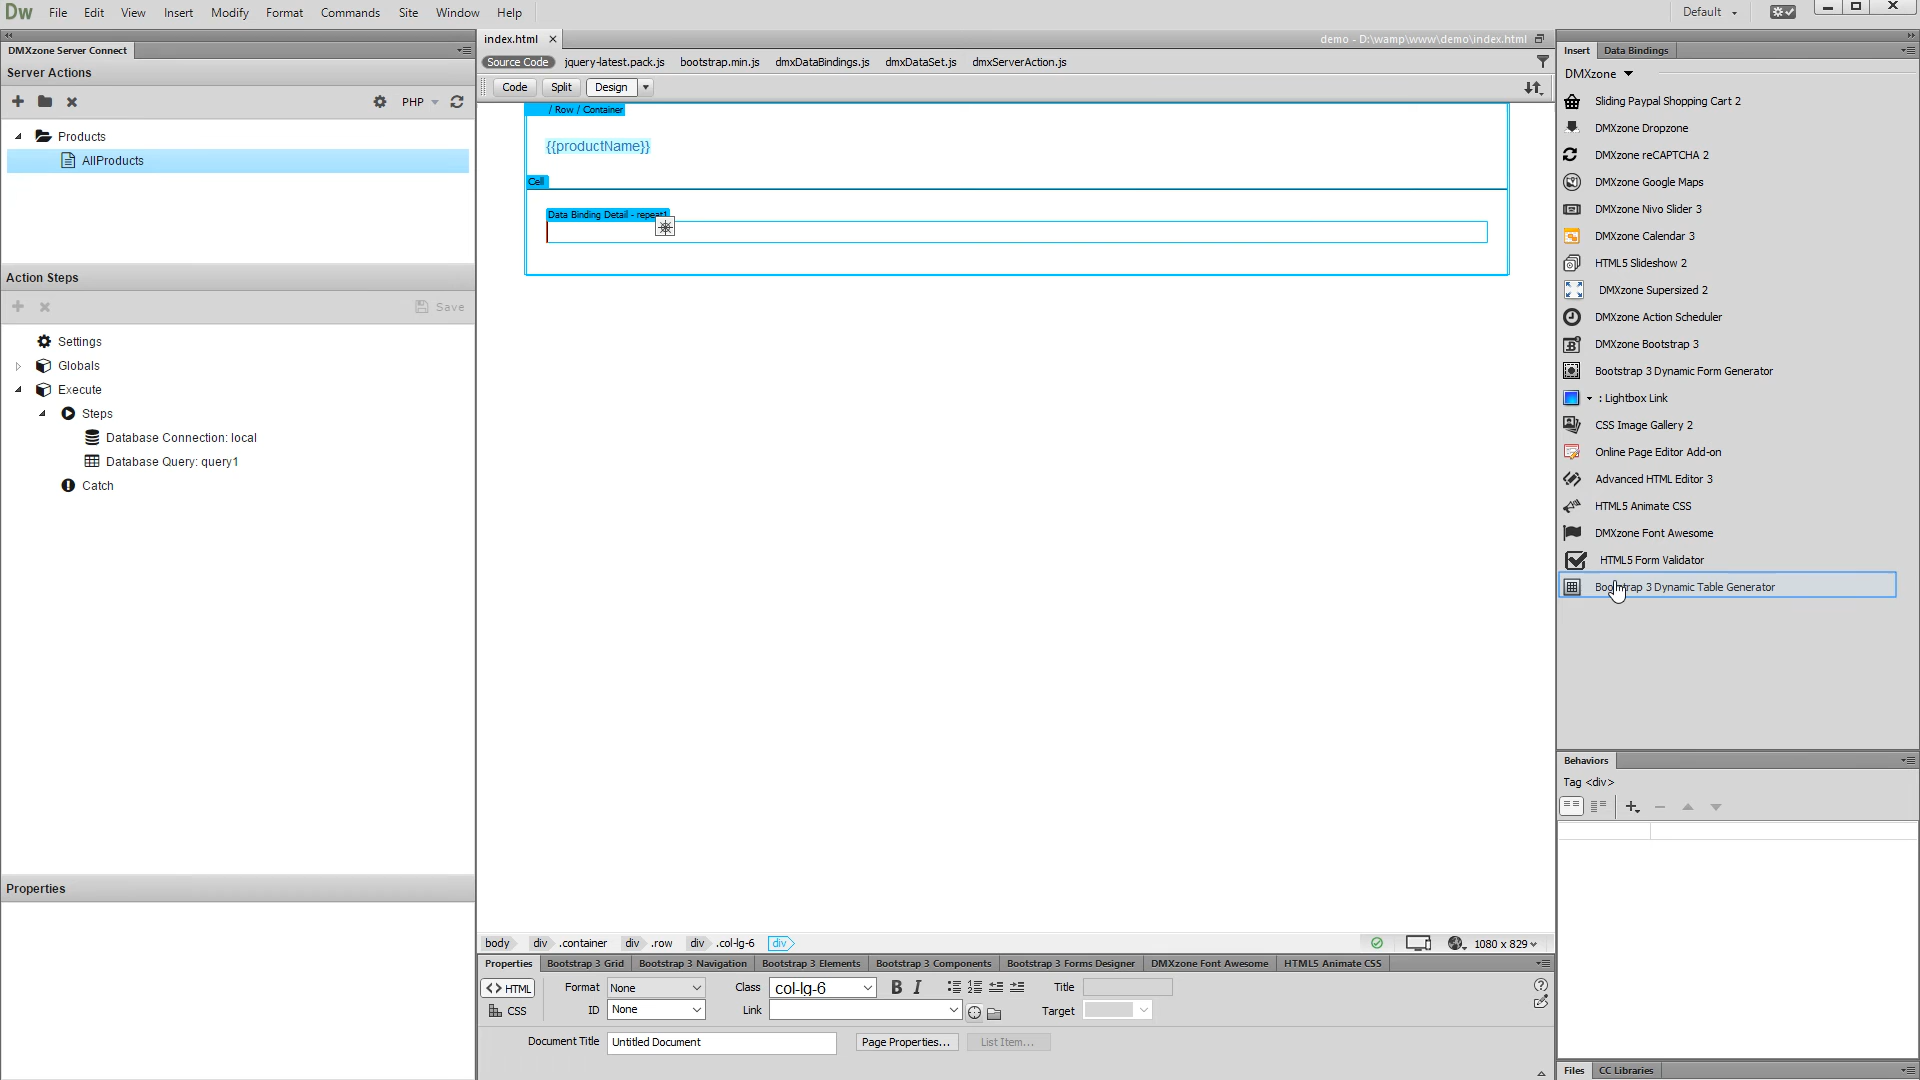 Dw File Edit View Insert Modify Format Commands Site Window Help Default
DMXzone Server Connect
Server Actions
PHP
Products
AllProducts
Action Steps
Save
Settings
Globals
Execute
Steps
Database Connection: local
Database Query: query1
Catch
Properties
index.html
demo - D:\wamp\www\demo\index.html
Source Code jquery-latest.pack.js bootstrap.min.js dmxDataBindings.js dmxDataSet.js dmxServerAction.js
Code Split Design
/ Row / Container
{{productName}}
Cell
Data Binding Detail - repeat1
body div .container div .row div .col-lg-6 div
1080 x 829
Properties Bootstrap 3 Grid Bootstrap 3 Navigation Bootstrap 3 Elements Bootstrap 3 Components Bootstrap 3 Forms Designer DMXzone Font Awesome HTML5 Animate CSS
HTML Format None Class col-lg-6 B I Title
CSS ID None Link Target
Document Title Untitled Document Page Properties... List Item...
Insert Data Bindings
DMXzone
Sliding Paypal Shopping Cart 2
DMXzone Dropzone
DMXzone reCAPTCHA 2
DMXzone Google Maps
DMXzone Nivo Slider 3
DMXzone Calendar 3
HTML5 Slideshow 2
DMXzone Supersized 2
DMXzone Action Scheduler
DMXzone Bootstrap 3
Bootstrap 3 Dynamic Form Generator
: Lightbox Link
CSS Image Gallery 2
Online Page Editor Add-on
Advanced HTML Editor 3
HTML5 Animate CSS
DMXzone Font Awesome
HTML5 Form Validator
Bootstrap 3 Dynamic Table Generator
Behaviors
Tag <div>
Files CC Libraries